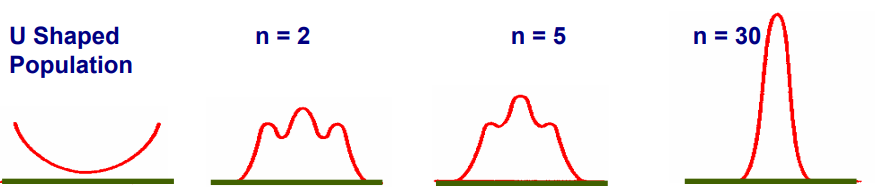 U Shaped
Population
n = 2
n = 5
n = 30